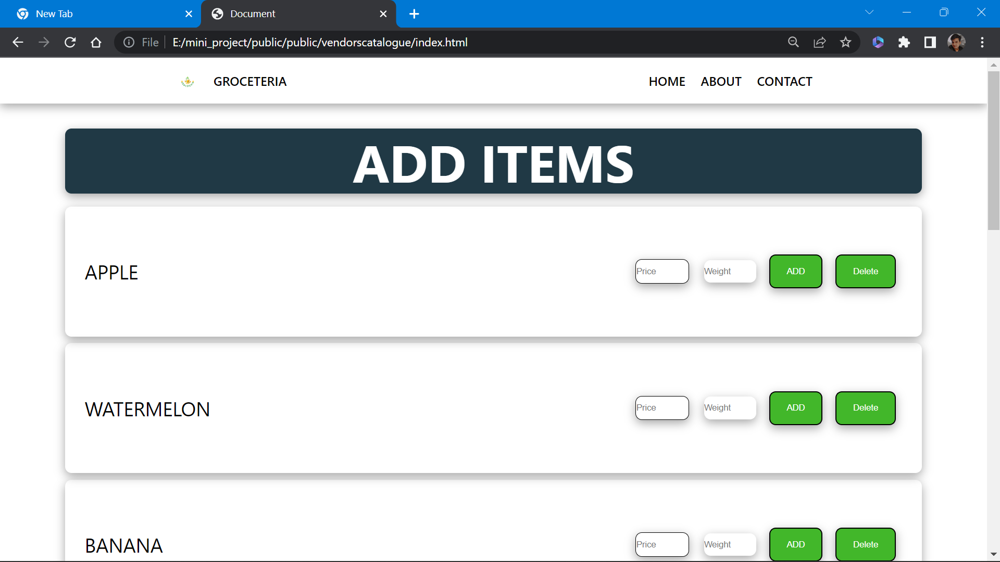 New Tab
Document
File
E:/mini_project/public/public/vendorscatalogue/index.html
GROCETERIA
HOME ABOUT CONTACT
ADD ITEMS
APPLE
Price
Weight
ADD
Delete
WATERMELON
Price
Weight
ADD
Delete
BANANA
Price
Weight
ADD
Delete